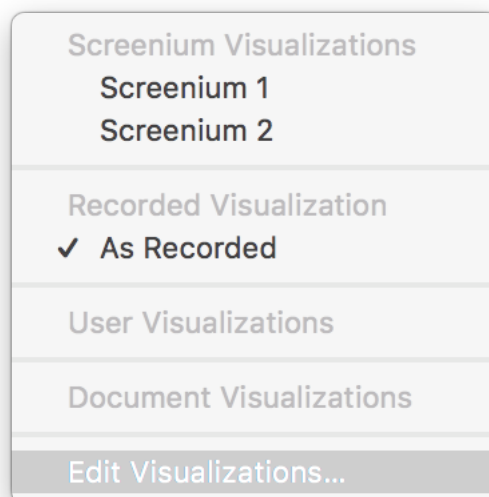 Screenium Visualizations
Screenium 1
Screenium 2
Recorded Visualization
✓ As Recorded
User Visualizations
Document Visualizations
Edit Visualizations...